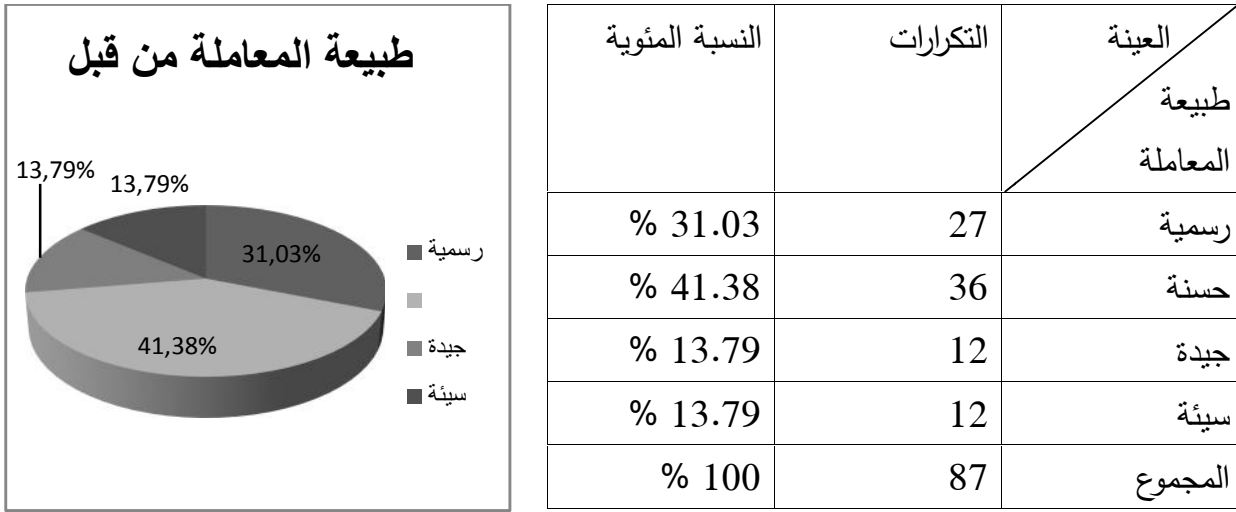 العينة التكرارات النسبة المئوية
طبيعة
المعاملة
رسمية 27 31.03 %
حسنة 36 41.38 %
جيدة 12 13.79 %
سيئة 12 13.79 %
المجموع 87 100 %
طبيعة المعاملة من قبل
13,79%
13,79%
31,03%
41,38%
رسمية
جيدة
سيئة